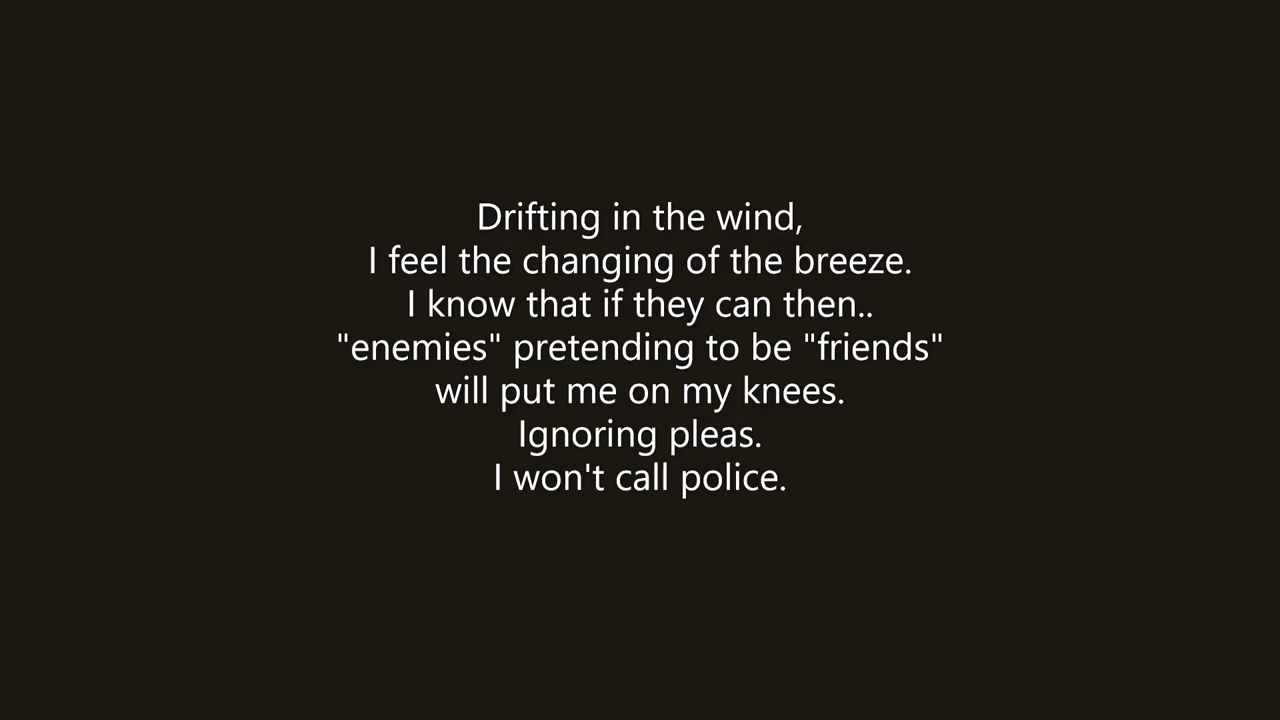 Drifting in the wind,
I feel the changing of the breeze.
I know that if they can then..
"enemies" pretending to be "friends"
will put me on my knees.
Ignoring pleas.
I won't call police.